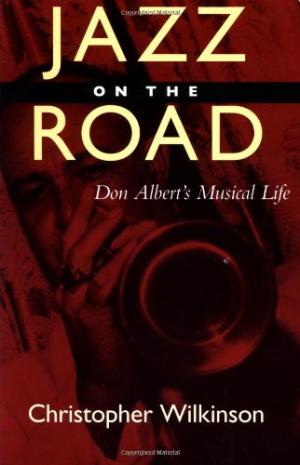 JAZZ
ON THE
ROAD
Don Albert's Musical Life
Christopher Wilkinson